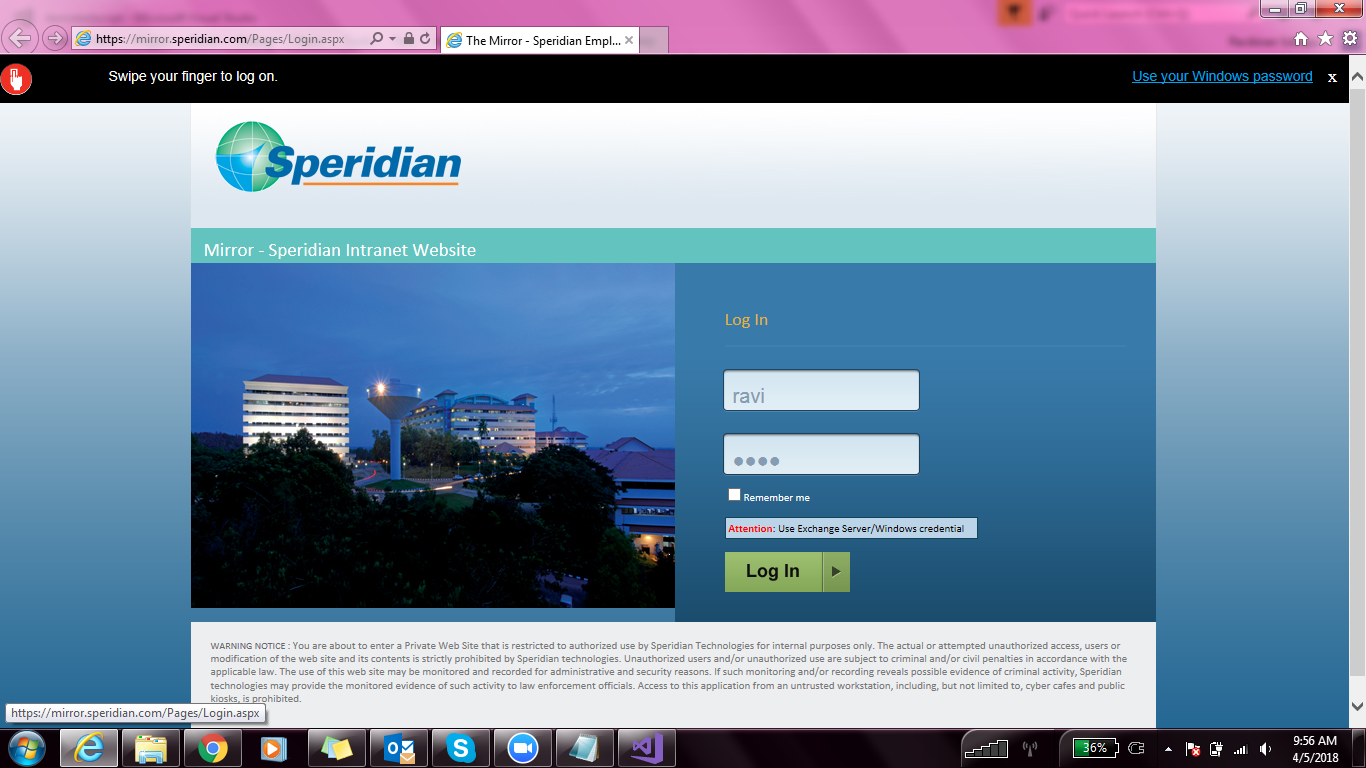 https://mirror.speridian.com/Pages/Login.aspx
The Mirror - Speridian Empl...
Swipe your finger to log on.
Use your Windows password
x
Speridian
Mirror - Speridian Intranet Website
Log In
ravi
Remember me
Attention: Use Exchange Server/Windows credential
Log In
WARNING NOTICE : You are about to enter a Private Web Site that is restricted to authorized use by Speridian Technologies for internal purposes only. The actual or attempted unauthorized access, users or
modification of the web site and its contents is strictly prohibited by Speridian technologies. Unauthorized users and/or unauthorized use are subject to criminal and/or civil penalties in accordance with the
applicable law. The use of this web site may be monitored and recorded for administrative and security reasons. If such monitoring and/or recording reveals possible evidence of criminal activity, Speridian
technologies may provide the monitored evidence of such activity to law enforcement officials. Access to this application from an untrusted workstation, including, but not limited to, cyber cafes and public
kiosks, is prohibited.
https://mirror.speridian.com/Pages/Login.aspx
36%
9:56 AM
4/5/2018